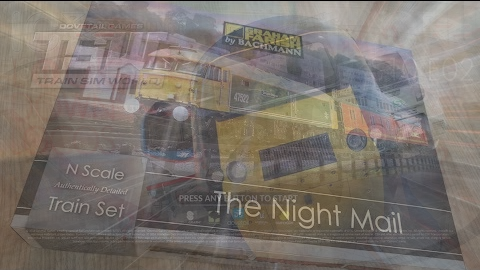 DOVETAIL GAMES
TSW
TRAIN SIM WORLD
GRAHAM
FARISH
by BACHMANN
N Scale
Authentically Detailed
Train Set
PRESS ANY BUTTON TO START
The Night Mail